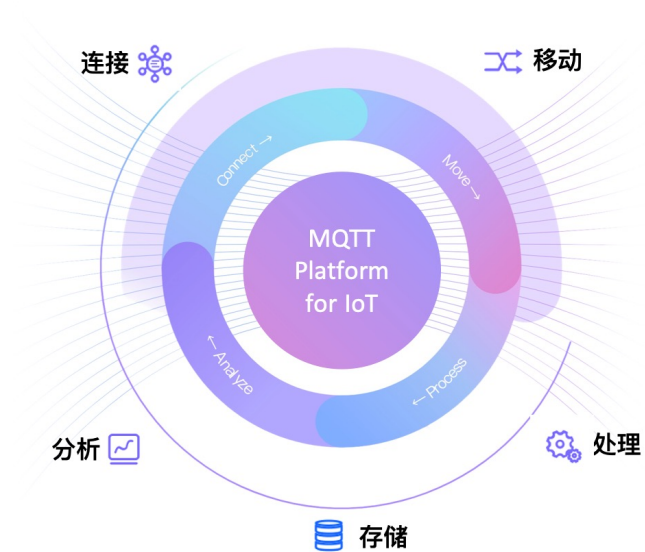 连接
移动
Connect →
Move →
MQTT
Platform
for IoT
← Analyze
← Process
分析
处理
存储